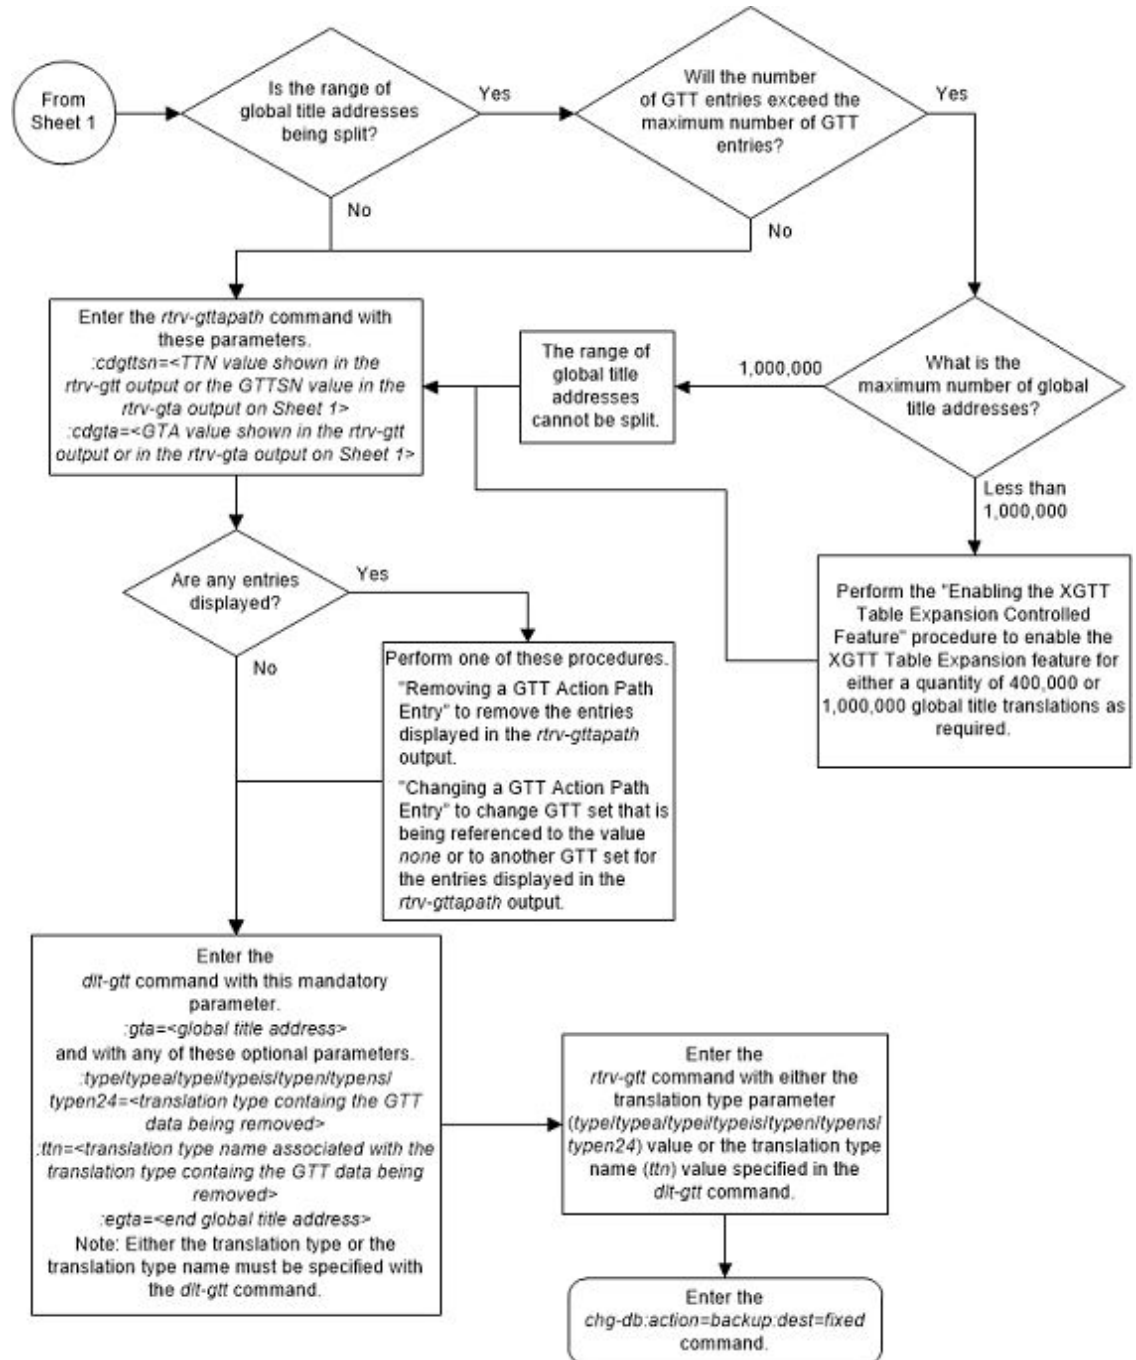 From
Sheet 1
Is the range of
global title addresses
being split?
Yes
No
Will the number
of GTT entries exceed the
maximum number of GTT
entries?
Yes
No
Enter the rtrv-gttapath command with
these parameters.
:cdgttsn=<TTN value shown in the
rtrv-gtt output or the GTTSN value in the
rtrv-gta output on Sheet 1>
:cdgta=<GTA value shown in the rtrv-gtt
output or in the rtrv-gta output on Sheet 1>
The range of
global title
addresses
cannot be split.
1,000,000
What is the
maximum number of global
title addresses?
Less than
1,000,000
Perform the "Enabling the XGTT
Table Expansion Controlled
Feature" procedure to enable the
XGTT Table Expansion feature for
either a quantity of 400,000 or
1,000,000 global title translations as
required.
Are any entries
displayed?
Yes
No
Perform one of these procedures.
"Removing a GTT Action Path
Entry" to remove the entries
displayed in the rtrv-gttapath
output.
"Changing a GTT Action Path
Entry" to change GTT set that is
being referenced to the value
none or to another GTT set for
the entries displayed in the
rtrv-gttapath output.
Enter the
dlt-gtt command with this mandatory
parameter.
:gta=<global title address>
and with any of these optional parameters.
:type/typea/typei/typeis/typen/typens/
typen24=<translation type containg the GTT
data being removed>
:ttn=<translation type name associated with the
translation type containg the GTT data being
removed>
:egta=<end global title address>
Note: Either the translation type or the
translation type name must be specified with
the dlt-gtt command.
Enter the
rtrv-gtt command with either the
translation type parameter
(type/typea/typei/typeis/typen/typens/
typen24) value or the translation type
name (ttn) value specified in the
dlt-gtt command.
Enter the
chg-db:action=backup:dest=fixed
command.